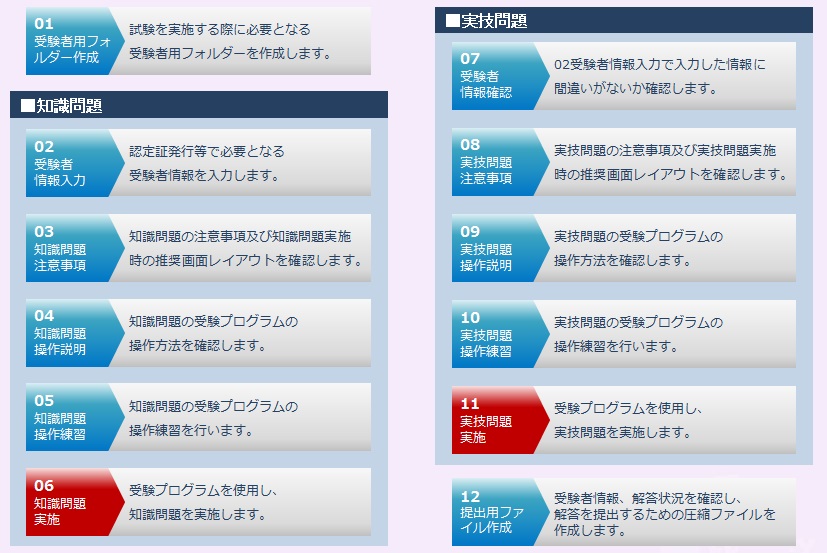 01
受験者用フォ
ルダー作成
試験を実施する際に必要となる
受験者用フォルダーを作成します。
■知識問題
02
受験者
情報入力
認定証発行等で必要となる
受験者情報を入力します。
03
知識問題
注意事項
知識問題の注意事項及び知識問題実施
時の推奨画面レイアウトを確認します。
04
知識問題
操作説明
知識問題の受験プログラムの
操作方法を確認します。
05
知識問題
操作練習
知識問題の受験プログラムの
操作練習を行います。
06
知識問題
実施
受験プログラムを使用し、
知識問題を実施します。
■実技問題
07
受験者
情報確認
02受験者情報入力で入力した情報に
間違いがないか確認します。
08
実技問題
注意事項
実技問題の注意事項及び実技問題実施
時の推奨画面レイアウトを確認します。
09
実技問題
操作説明
実技問題の受験プログラムの
操作方法を確認します。
10
実技問題
操作練習
実技問題の受験プログラムの
操作練習を行います。
11
実技問題
実施
受験プログラムを使用し、
実技問題を実施します。
12
提出用ファ
イル作成
受験者情報、解答状況を確認し、
解答を提出するための圧縮ファイルを
作成します。